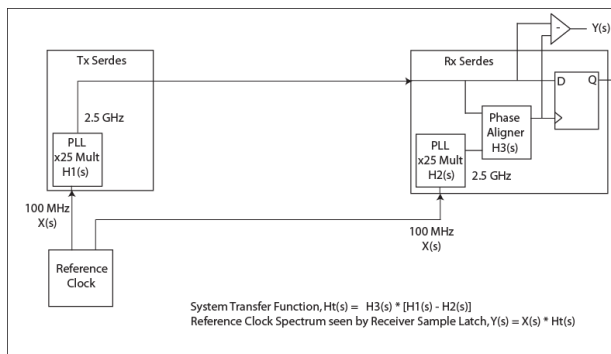 Y(s)
-
Tx Serdes
Rx Serdes
D
Q
2.5 GHz
Phase
Aligner
H3(s)
PLL
x25 Mult
H1(s)
PLL
x25 Mult
H2(s)
2.5 GHz
100 MHz
X(s)
100 MHz
X(s)
Reference
Clock
System Transfer Function, Ht(s) = H3(s) * [H1(s) - H2(s)]
Reference Clock Spectrum seen by Receiver Sample Latch, Y(s) = X(s) * Ht(s)